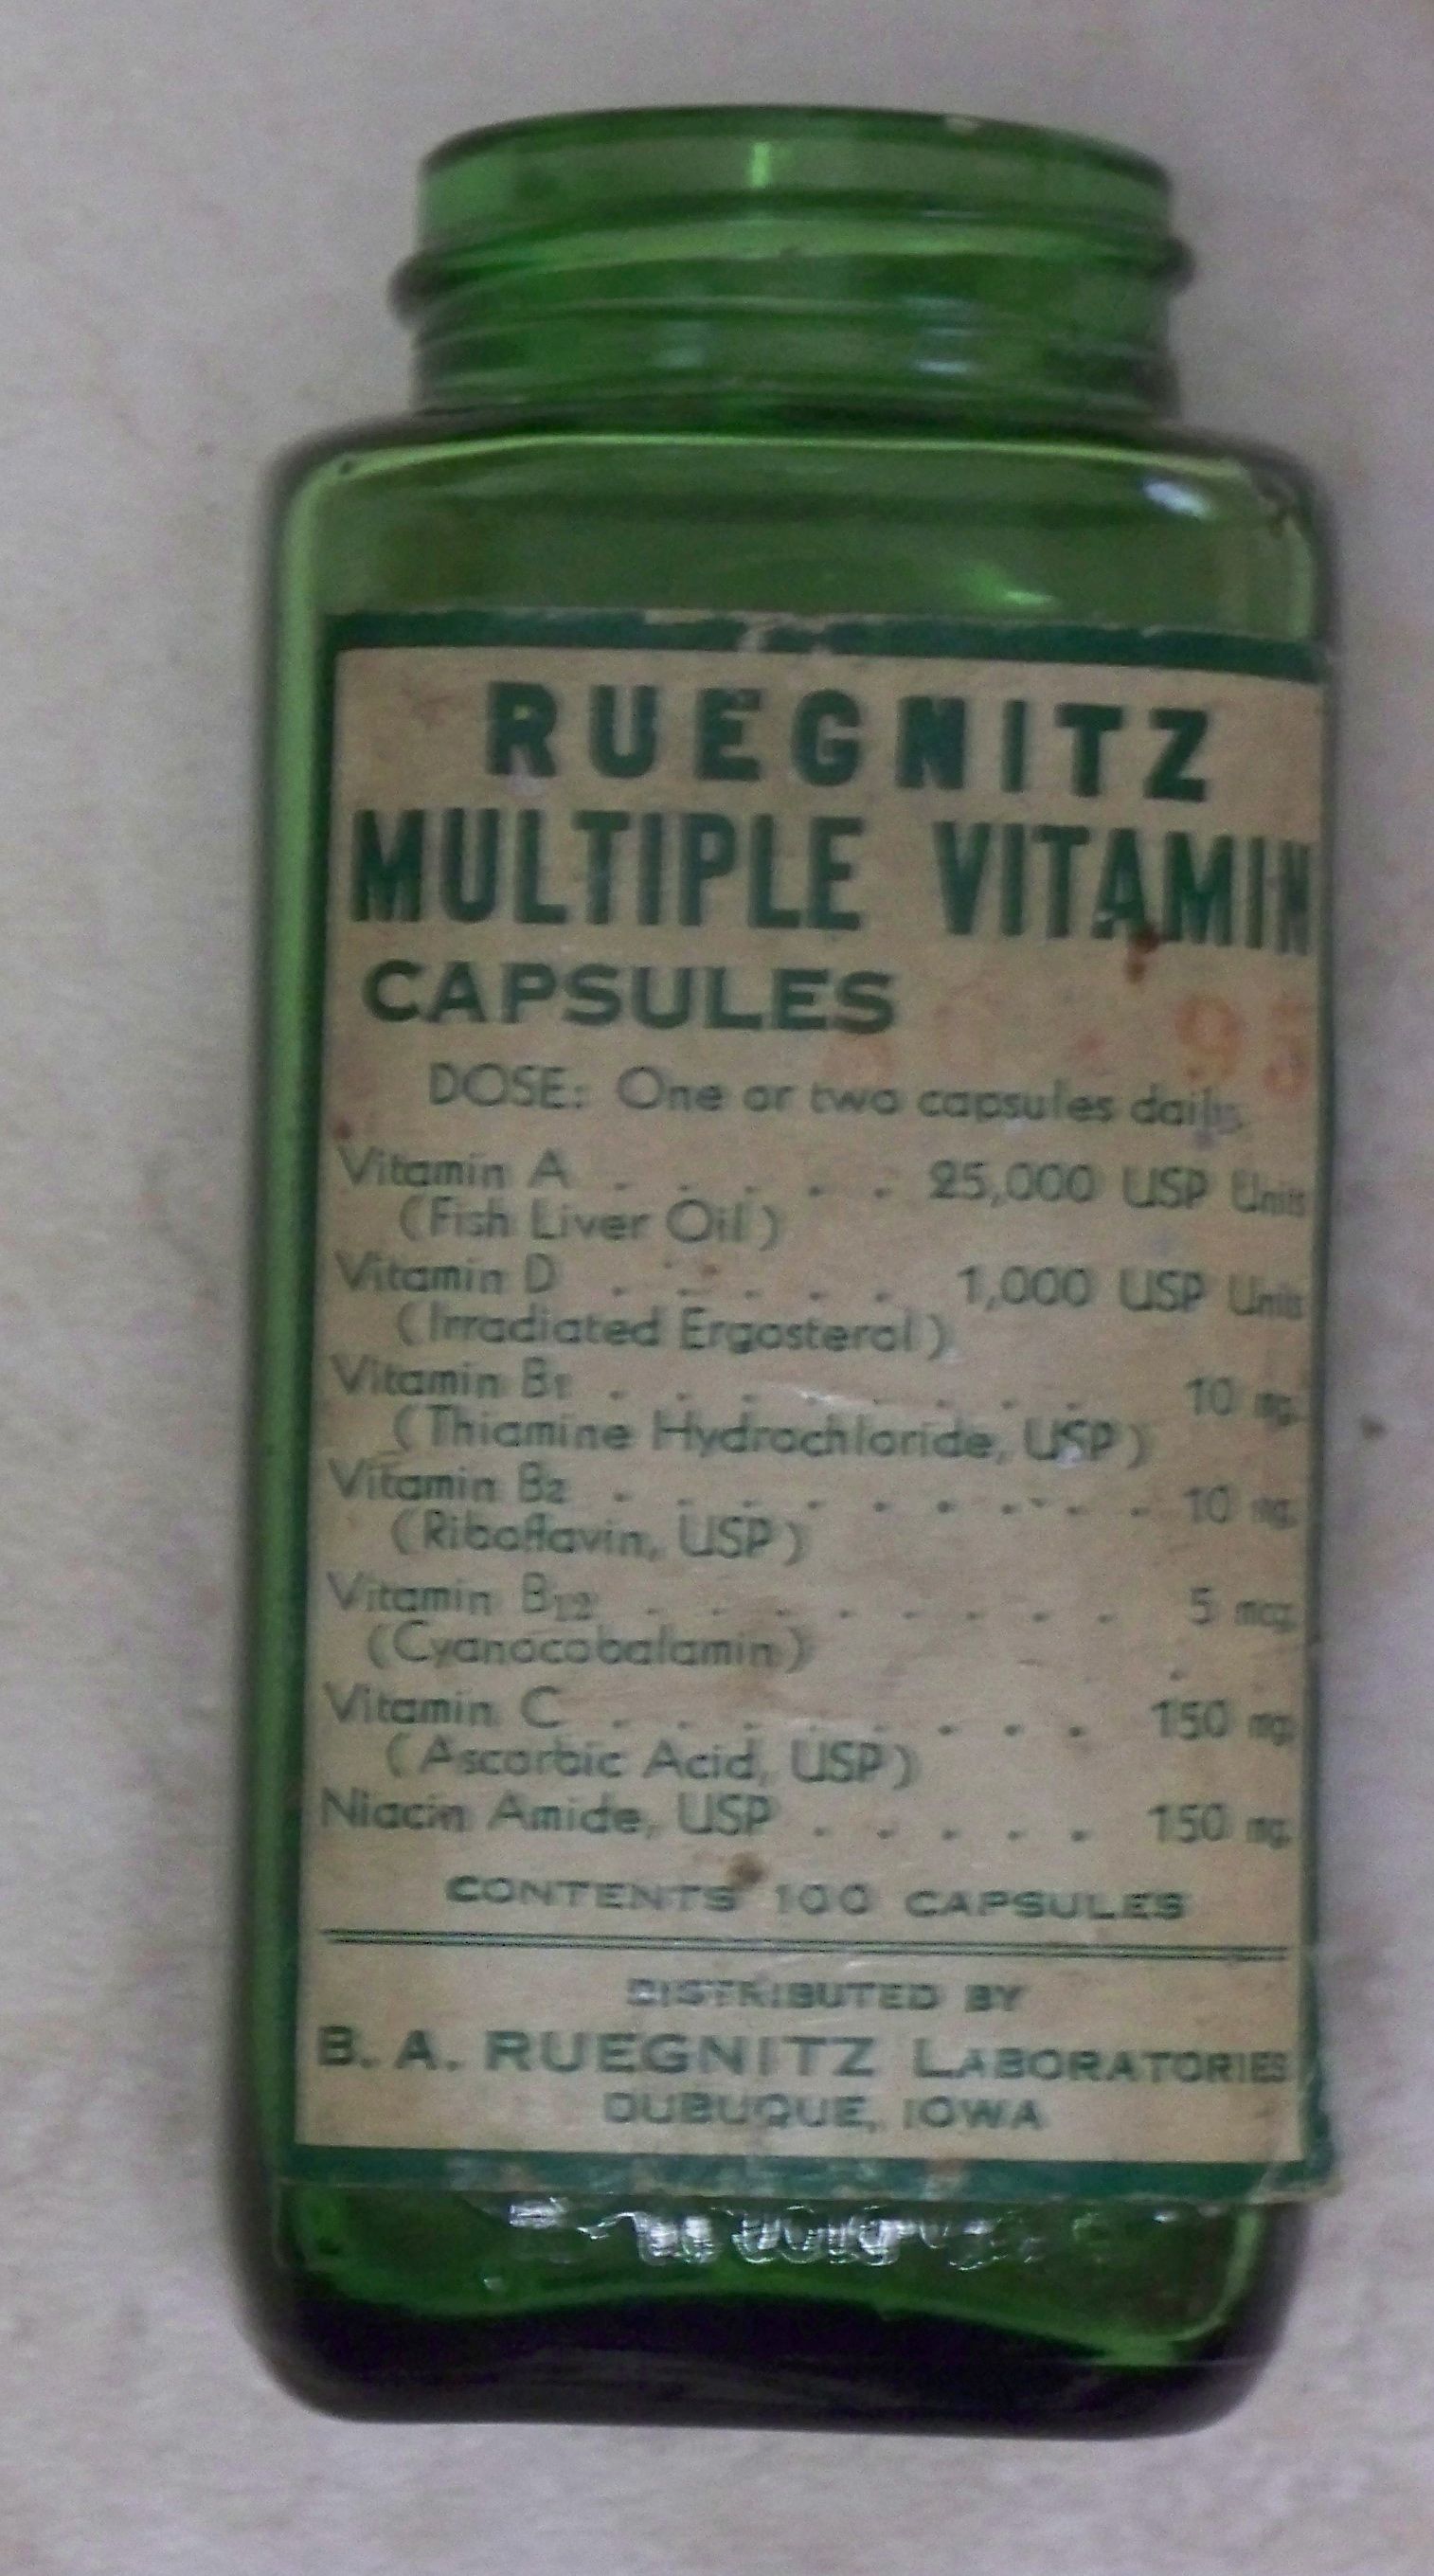 RUEGNITZ
MULTIPLE VITAMIN
CAPSULES
95
DOSE: One or two capsules daily.
Vitamin A . . . . . 25,000 USP Units
(Fish Liver Oil)
Vitamin D . . . . . 1,000 USP Units
(Irradiated Ergosterol)
Vitamin B1 . . . . . . . . 10 mg.
(Thiamine Hydrochloride, USP)
Vitamin B2 . . . . . . . . . 10 mg.
(Riboflavin, USP)
Vitamin B12 . . . . . . . . 5 mcg.
(Cyanocobalamin)
Vitamin C . . . . . . . . 150 mg.
(Ascorbic Acid, USP)
Niacin Amide, USP . . . . . 150 mg.
CONTENTS 100 CAPSULES
DISTRIBUTED BY
B. A. RUEGNITZ LABORATORIES
DUBUQUE, IOWA